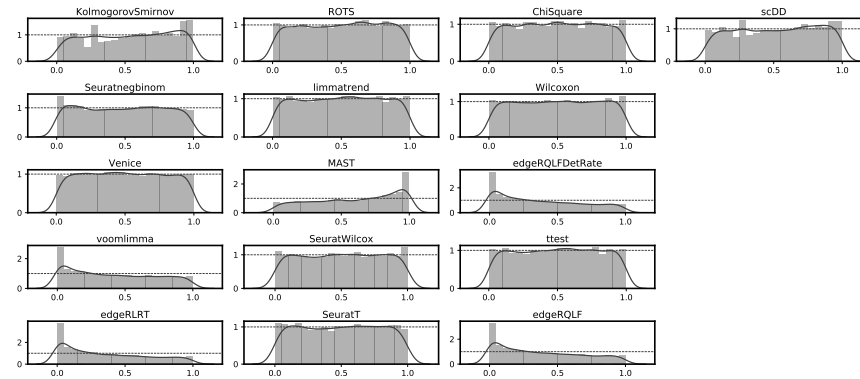 KolmogorovSmirnov ROTS ChiSquare scDD
1 1 1 1
0 0 0 0
0.0 0.5 1.0 0.0 0.5 1.0 0.0 0.5 1.0 0.0 0.5 1.0
Seuratnegbinom limmatrend Wilcoxon
1 1 1
0 0 0
0.0 0.5 1.0 0.0 0.5 1.0 0.0 0.5 1.0
Venice MAST edgeRQLFDetRate
1 2 2
0 0 0
0.0 0.5 1.0 0.0 0.5 1.0 0.0 0.5 1.0
voomlimma SeuratWilcox ttest
2 1 1
0 0 0
0.0 0.5 1.0 0.0 0.5 1.0 0.0 0.5 1.0
edgeRLRT SeuratT edgeRQLF
2 1 2
0 0 0
0.0 0.5 1.0 0.0 0.5 1.0 0.0 0.5 1.0